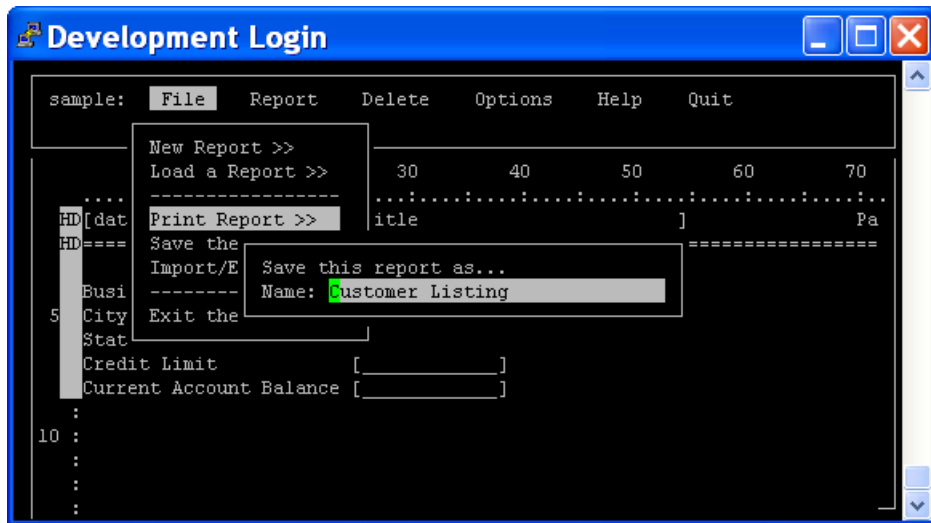 Development Login
sample: File Report Delete Options Help Quit
New Report >>
Load a Report >> 30 40 50 60 70
------------------ ...:....:....:....:....:....:....:....:....:..
HD[dat Print Report >> itle ] Pa
HD==== Save the =================
Import/E Save this report as...
Busi -------- Name: Customer Listing
5 City Exit the
Stat
Credit Limit [____________]
Current Account Balance [____________]
:
10 :
:
:
: